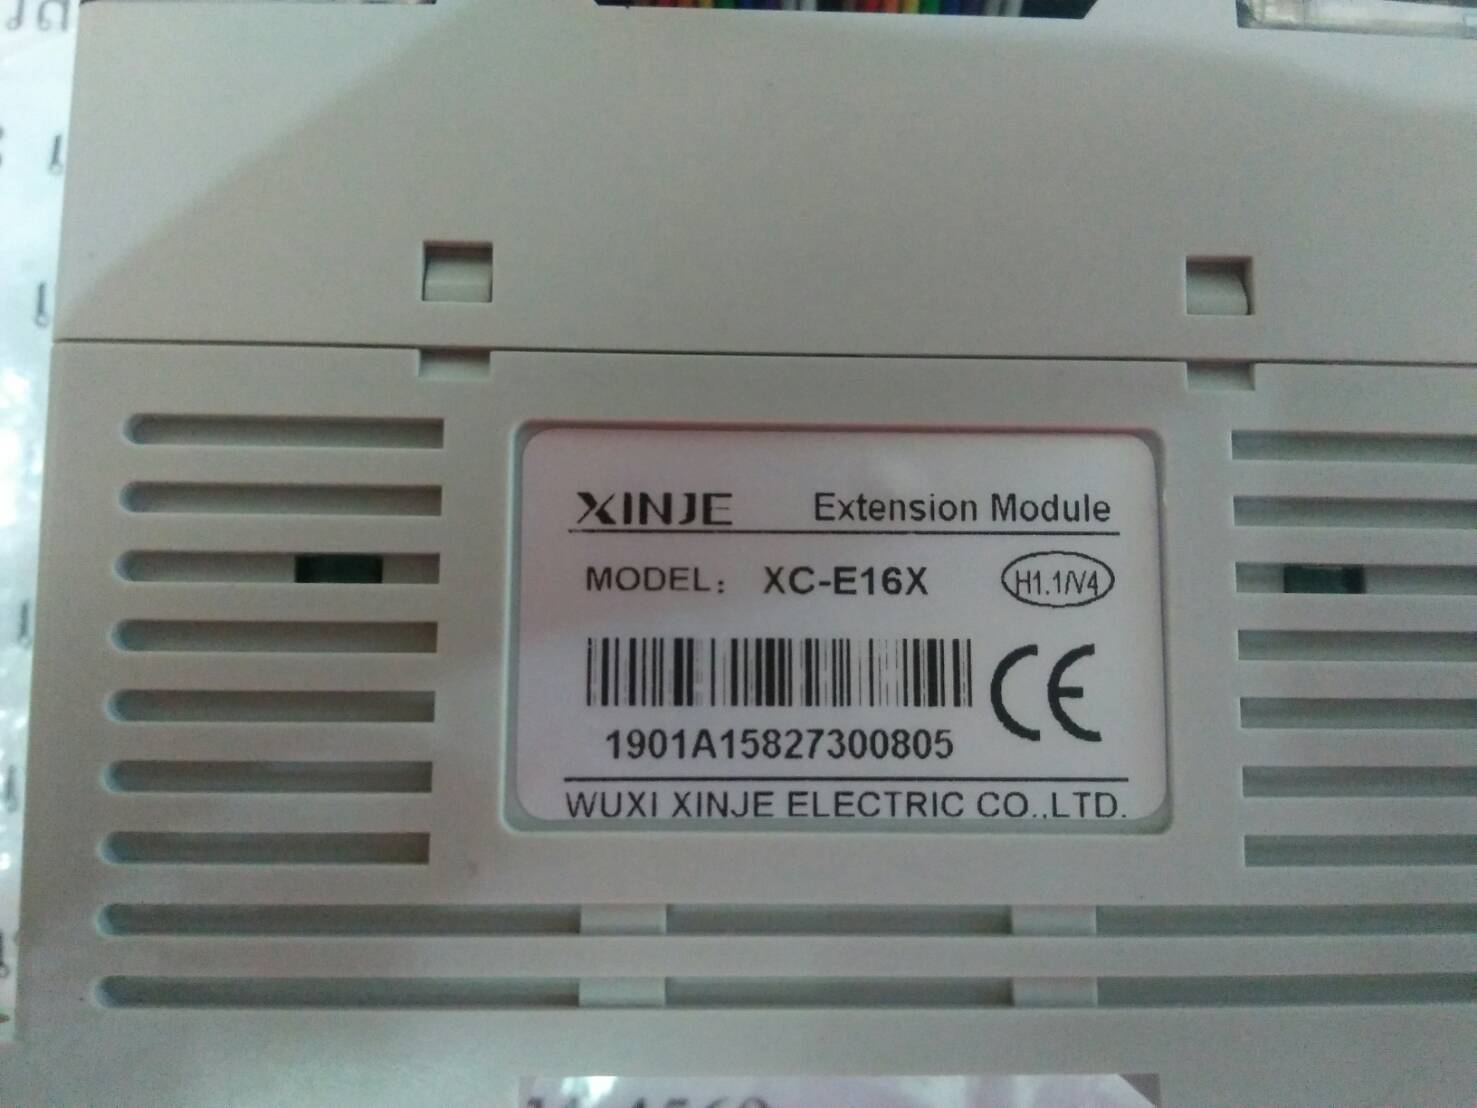 XINJE Extension Module
MODEL: XC-E16X H1.1/V4
CE
1901A15827300805
WUXI XINJE ELECTRIC CO.,LTD.